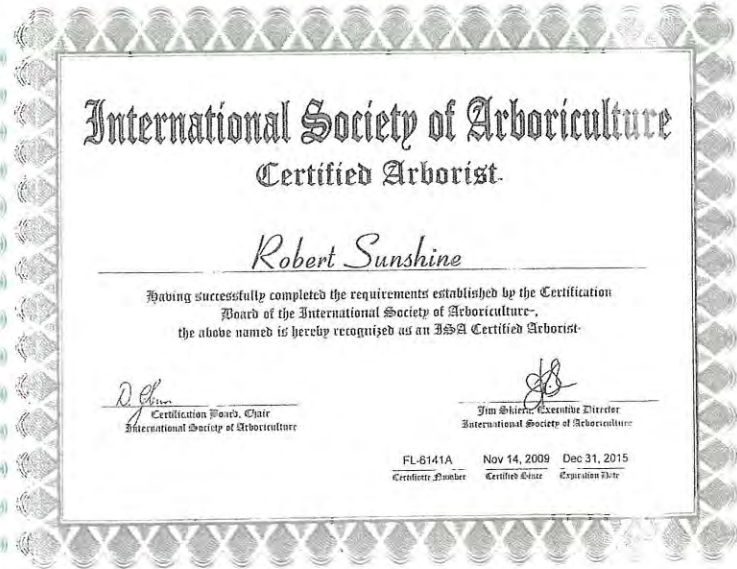 International Society of Arboriculture
Certified Arborist
Robert Sunshine
Having successfully completed the requirements established by the Certification
Board of the International Society of Arboriculture,
the above named is hereby recognized as an ISA Certified Arborist
Certification Board, Chair
International Society of Arboriculture
Jim Skiera, Executive Director
International Society of Arboriculture
FL-6141A Nov 14, 2009 Dec 31, 2015
Certificate Number Certified Since Expiration Date